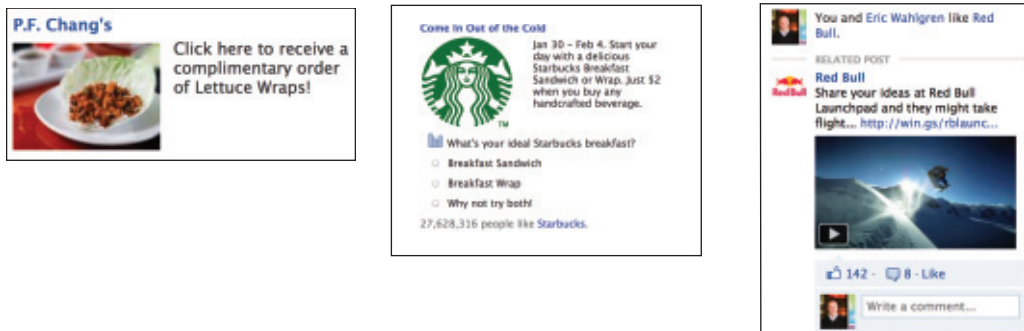 P.F. Chang's
Click here to receive a
complimentary order
of Lettuce Wraps!
Come In Out of the Cold
Jan 30 – Feb 4. Start your
day with a delicious
Starbucks Breakfast
Sandwich or Wrap. Just $2
when you buy any
handcrafted beverage.
TM
What's your ideal Starbucks breakfast?
Breakfast Sandwich
Breakfast Wrap
Why not try both!
27,628,316 people like Starbucks.
You and Eric Wahlgren like Red
Bull.
RELATED POST
Red Bull
Red Bull
Share your ideas at Red Bull
Launchpad and they might take
flight... http://win.gs/rblaunc...
142 · 8 · Like
Write a comment...